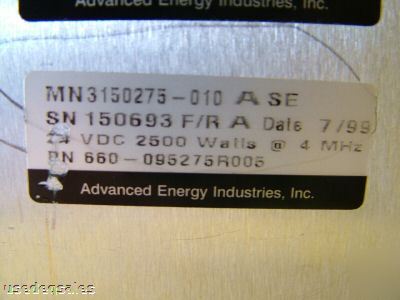 Advanced Energy Industries, Inc.
MN3150275-010 A SE
SN 150693 F/R A Date 7/99
24 VDC 2500 Watts @ 4 MHz
PN 660-095275R005
Advanced Energy Industries, Inc.
usedeqsales